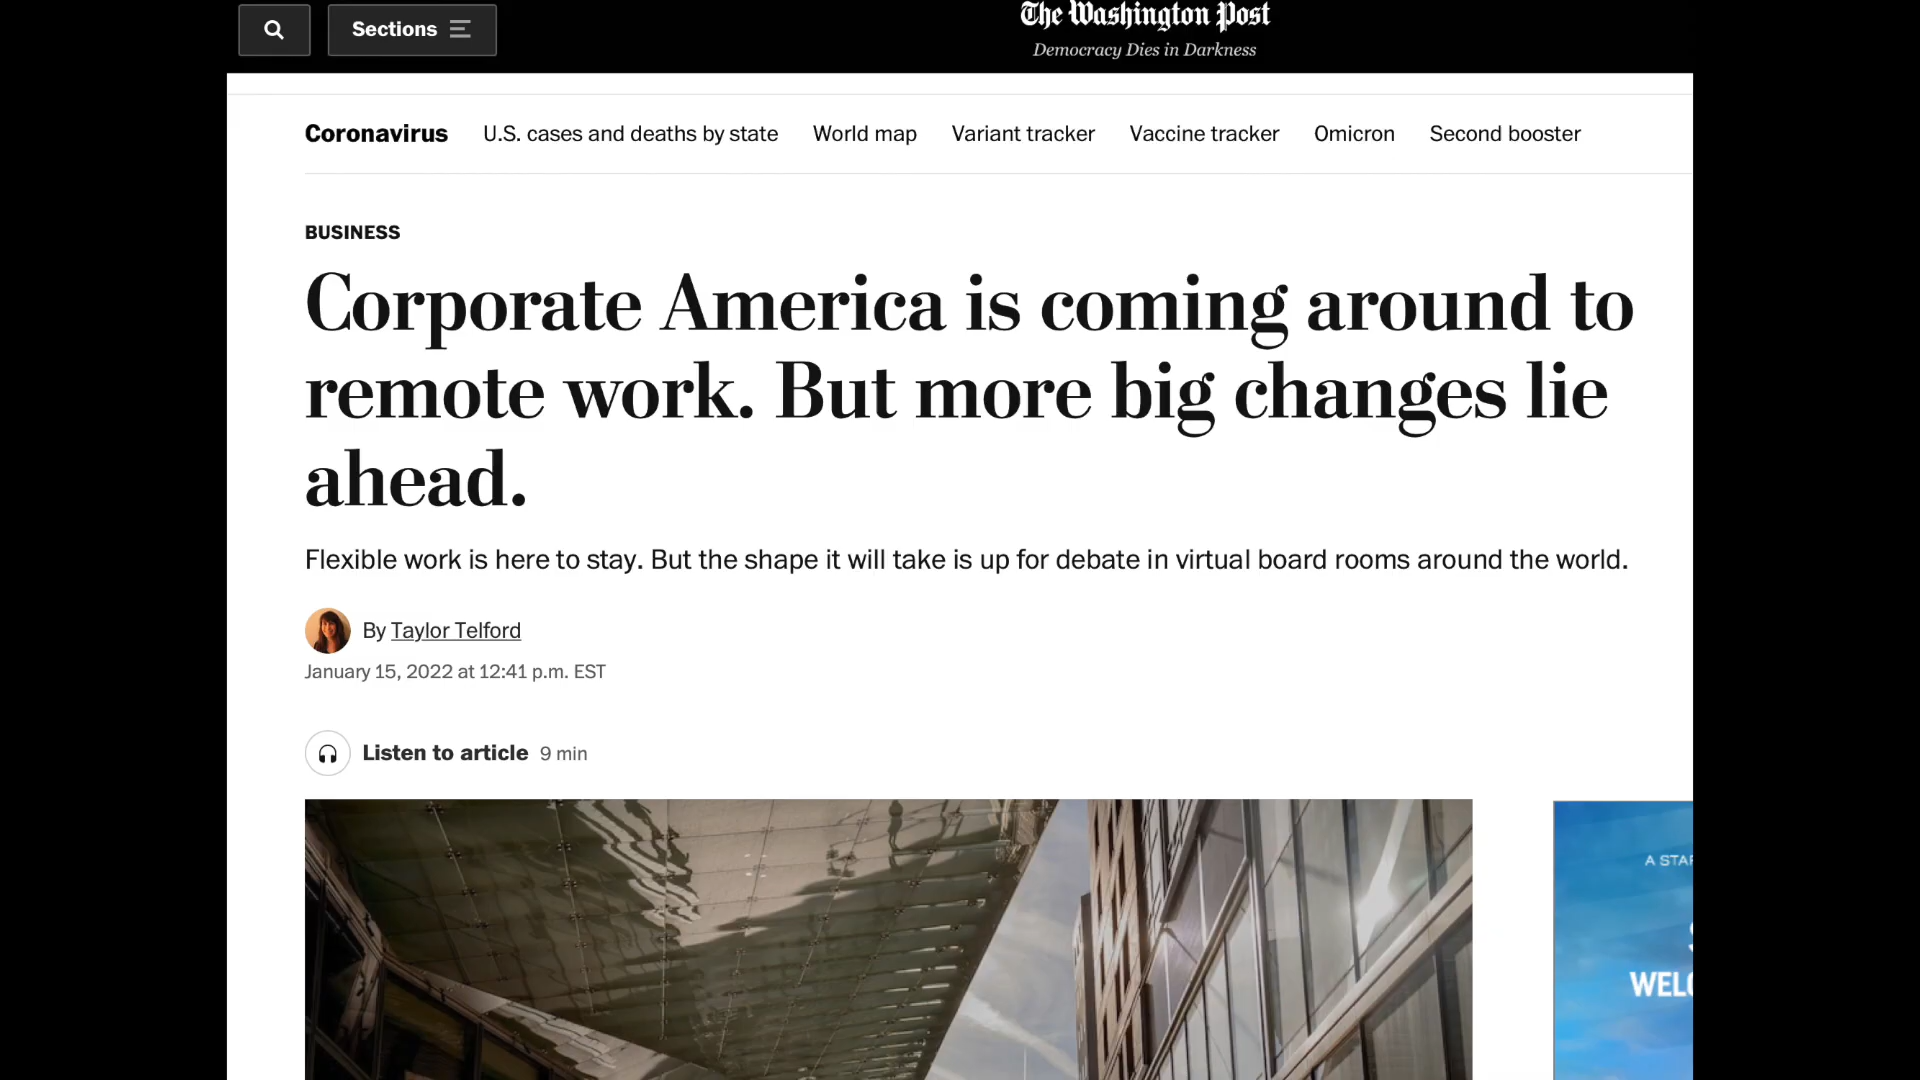 Sections
The Washington Post
Democracy Dies in Darkness
Coronavirus U.S. cases and deaths by state World map Variant tracker Vaccine tracker Omicron Second booster
BUSINESS
Corporate America is coming around to
remote work. But more big changes lie
ahead.
Flexible work is here to stay. But the shape it will take is up for debate in virtual board rooms around the world.
By Taylor Telford
January 15, 2022 at 12:41 p.m. EST
Listen to article 9 min